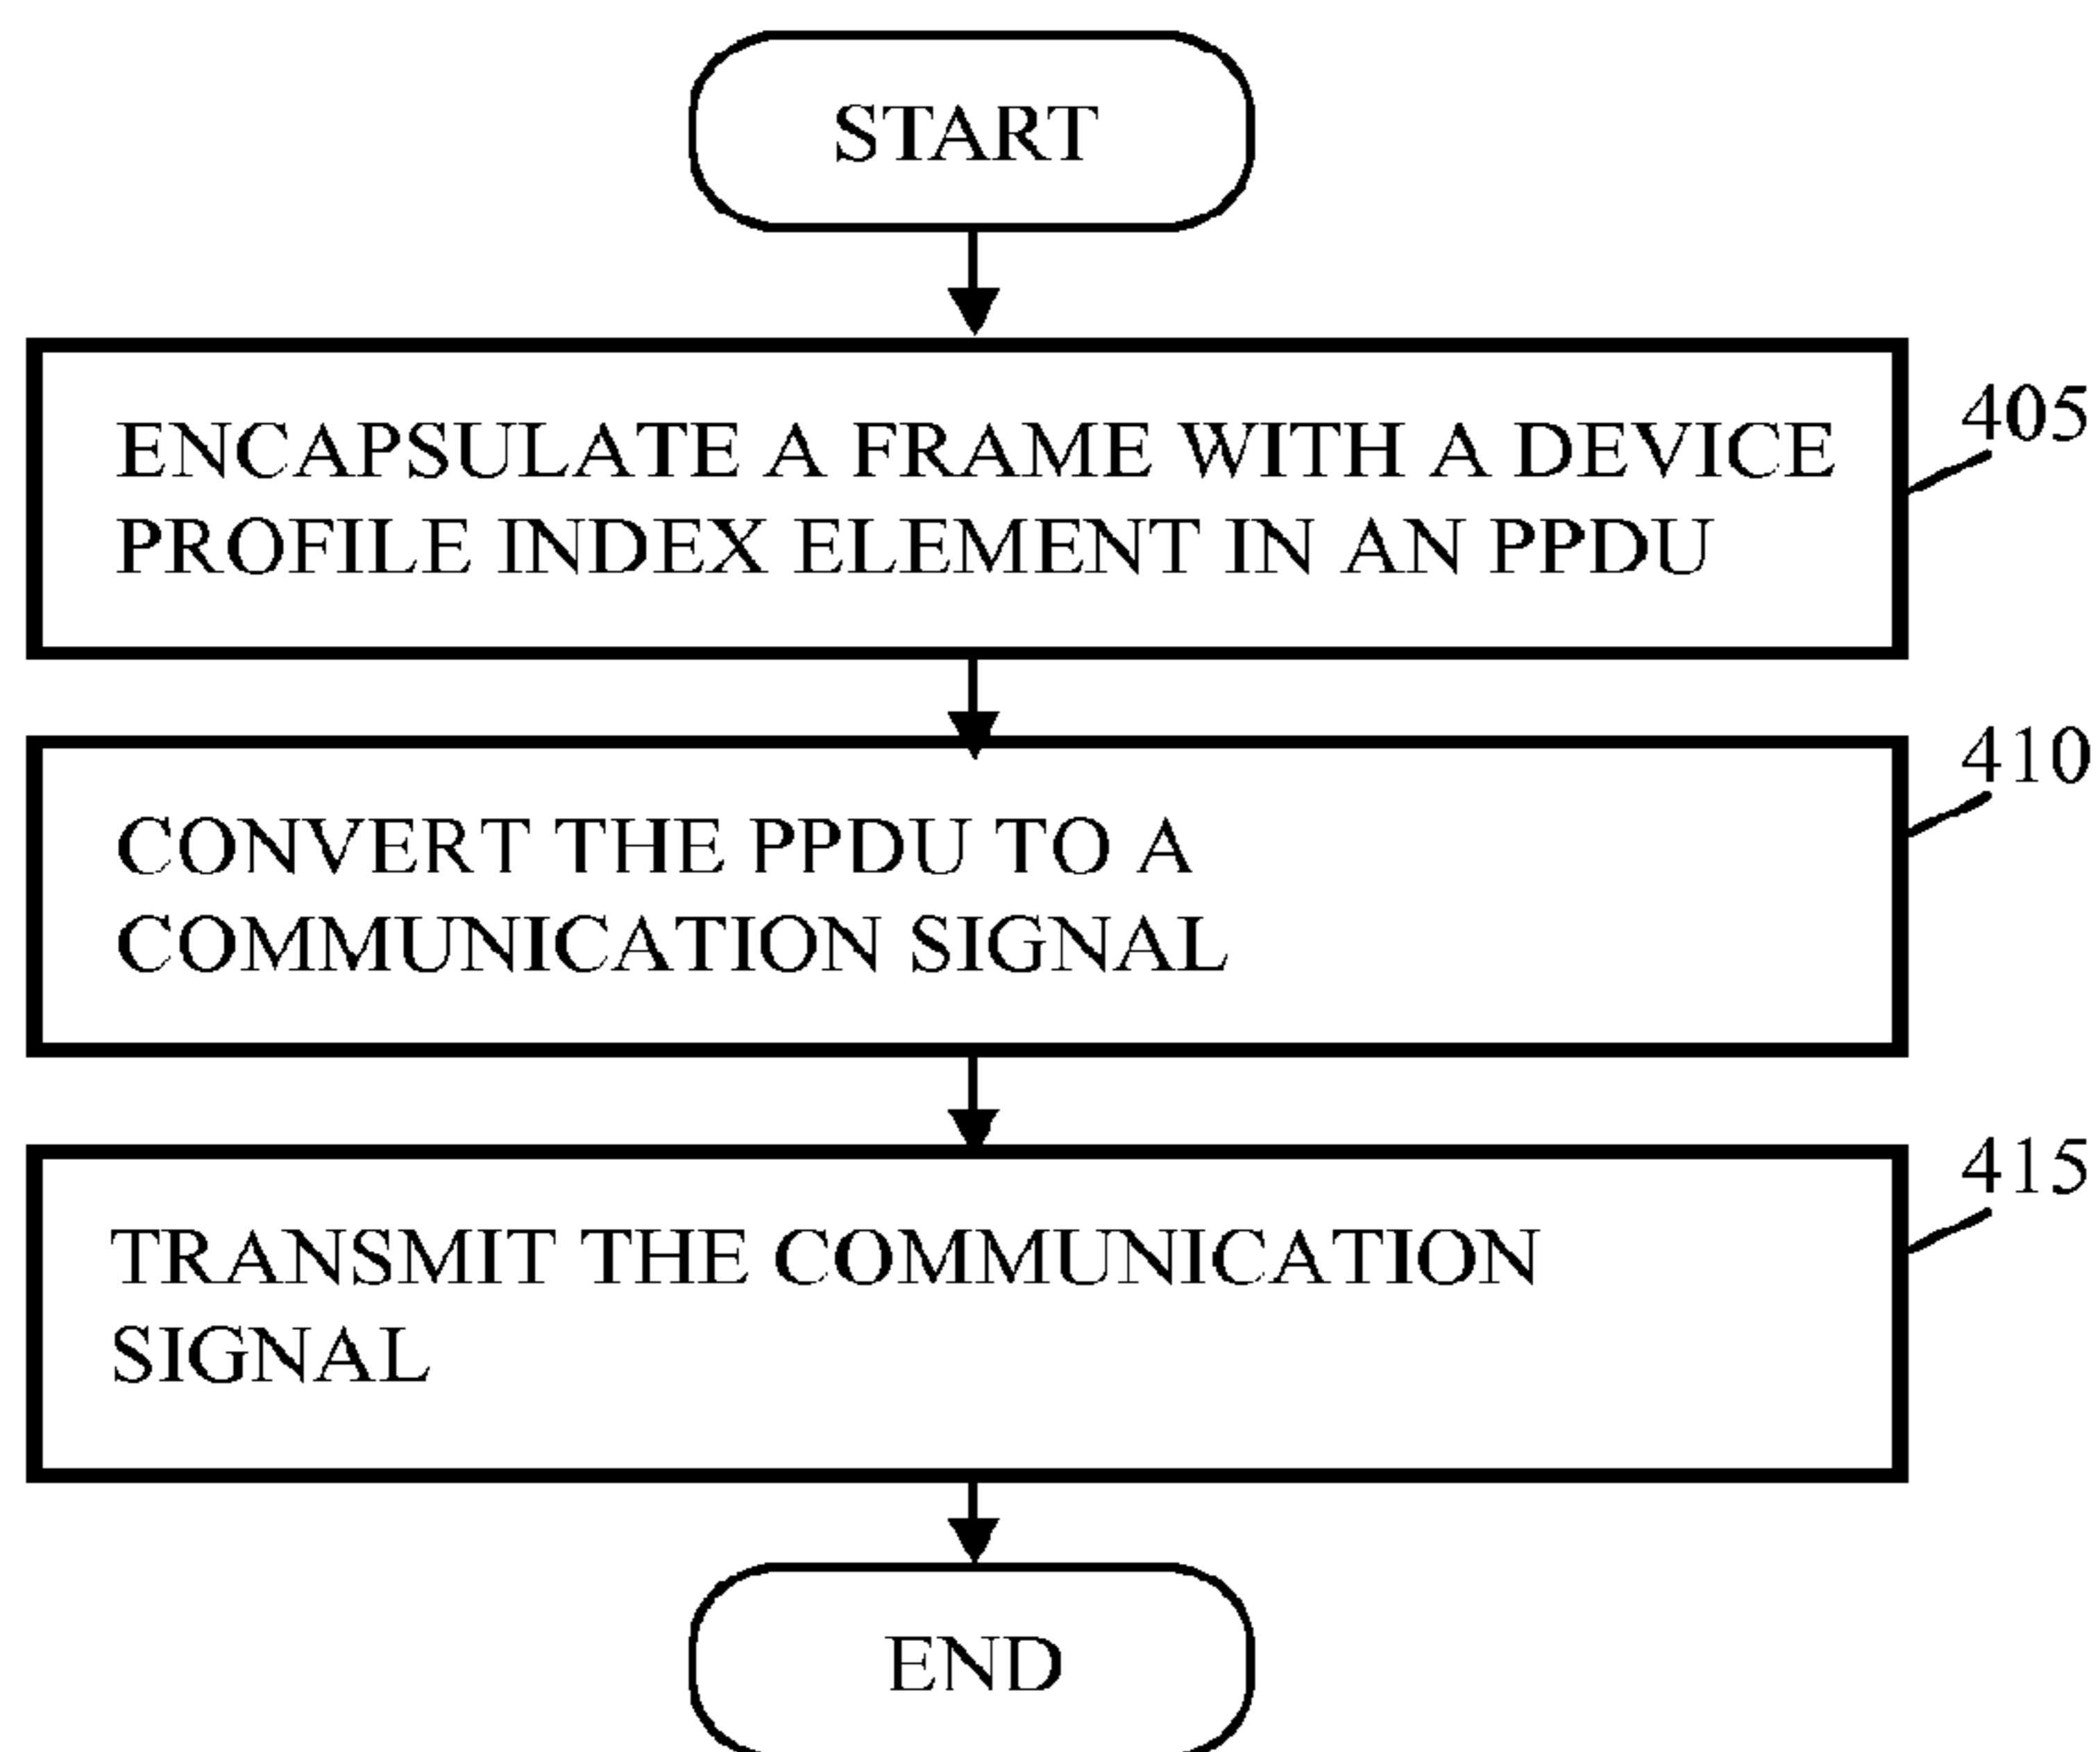 START
405
ENCAPSULATE A FRAME WITH A DEVICE
PROFILE INDEX ELEMENT IN AN PPDU
410
CONVERT THE PPDU TO A
COMMUNICATION SIGNAL
415
TRANSMIT THE COMMUNICATION
SIGNAL
END